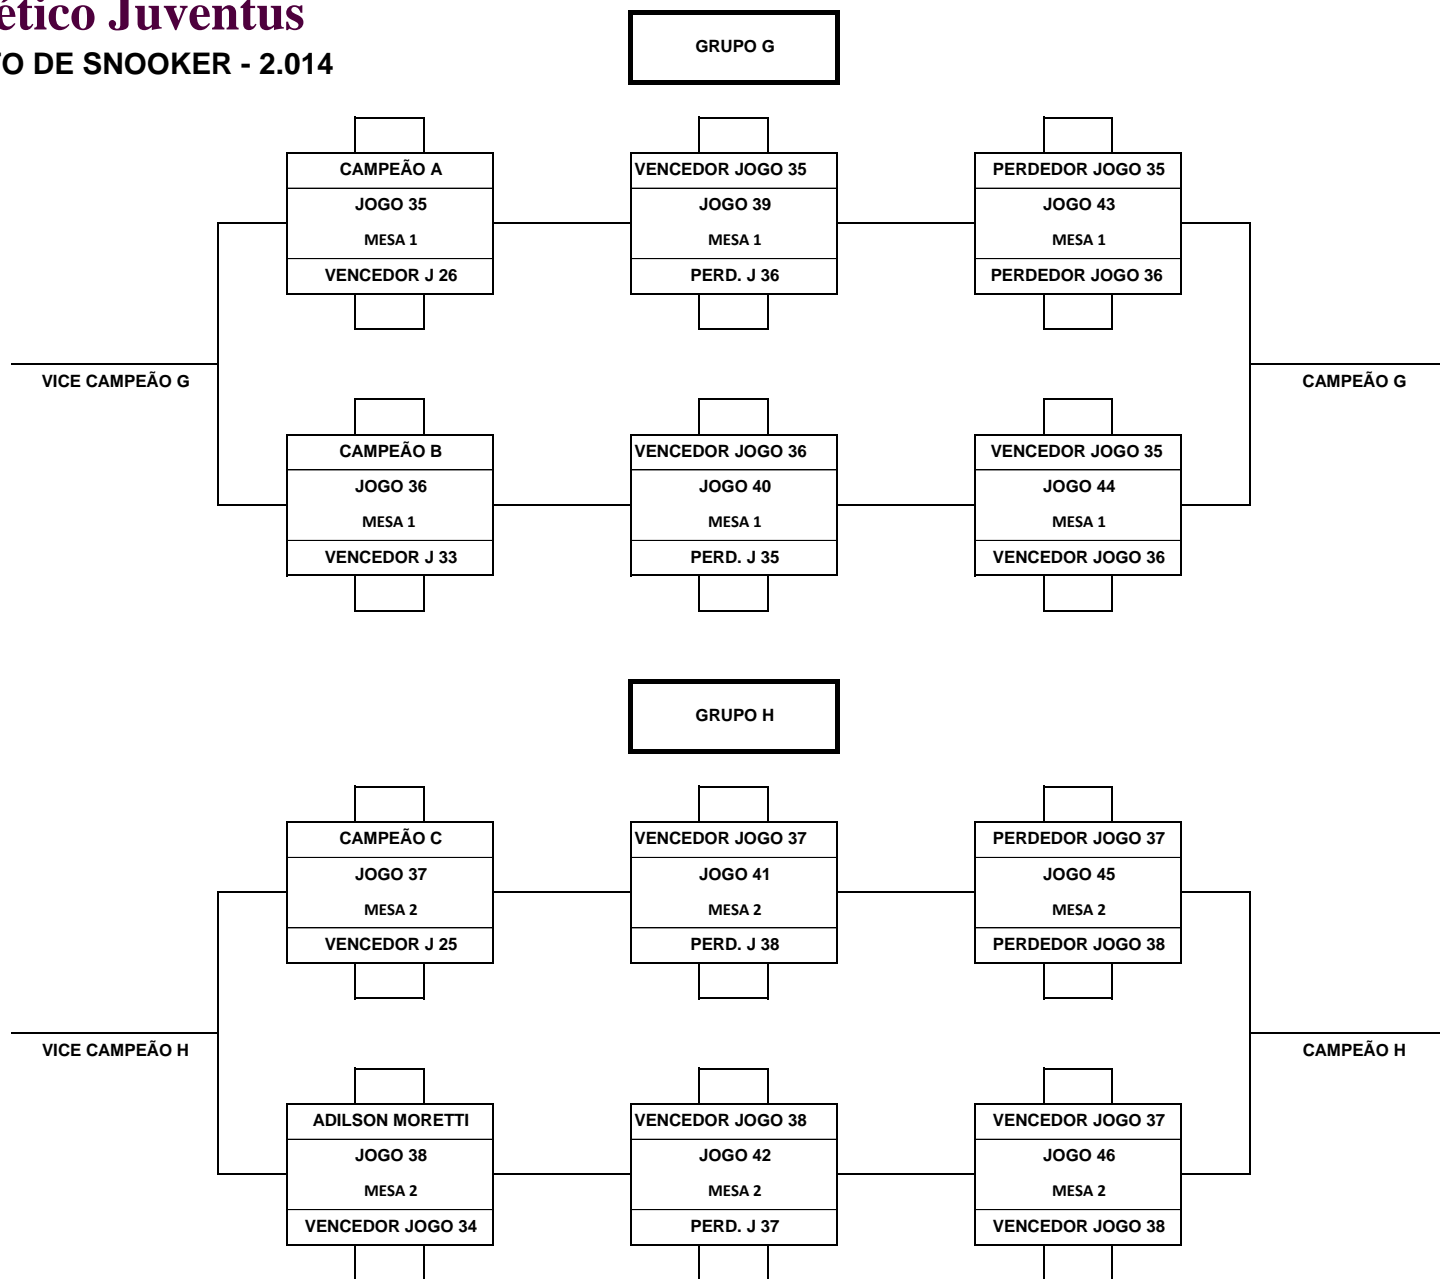 ético Juventus
O DE SNOOKER - 2.014
GRUPO G
CAMPEÃO A
VENCEDOR JOGO 35
PERDEDOR JOGO 35
JOGO 35
JOGO 39
JOGO 43
MESA 1
MESA 1
MESA 1
VENCEDOR J 26
PERD. J 36
PERDEDOR JOGO 36
VICE CAMPEÃO G
CAMPEÃO G
CAMPEÃO B
VENCEDOR JOGO 36
VENCEDOR JOGO 35
JOGO 36
JOGO 40
JOGO 44
MESA 1
MESA 1
MESA 1
VENCEDOR J 33
PERD. J 35
VENCEDOR JOGO 36
GRUPO H
CAMPEÃO C
VENCEDOR JOGO 37
PERDEDOR JOGO 37
JOGO 37
JOGO 41
JOGO 45
MESA 2
MESA 2
MESA 2
VENCEDOR J 25
PERD. J 38
PERDEDOR JOGO 38
VICE CAMPEÃO H
CAMPEÃO H
ADILSON MORETTI
VENCEDOR JOGO 38
VENCEDOR JOGO 37
JOGO 38
JOGO 42
JOGO 46
MESA 2
MESA 2
MESA 2
VENCEDOR JOGO 34
PERD. J 37
VENCEDOR JOGO 38